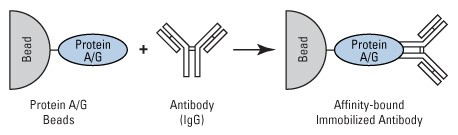 Bead
Protein
A/G
+
Bead
Protein
A/G
Protein A/G
Beads
Antibody
(IgG)
Affinity-bound
Immobilized Antibody